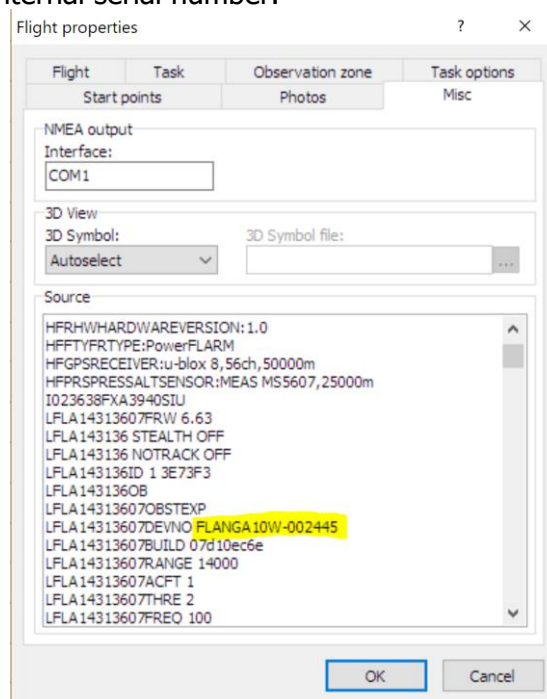 nternal serial number.
Flight properties
? ×
Flight Task Observation zone Task options
Start points Photos Misc
NMEA output
Interface:
COM1
3D View
3D Symbol: 3D Symbol file:
Autoselect ...
Source
HFRHWHARDWAREVERSION:1.0
HFFTYFRTYPE:PowerFLARM
HFGPSRECEIVER:u-blox 8,56ch,50000m
HFPRSPRESSALTSENSOR:MEAS MS5607,25000m
I023638FXA3940SIU
LFLA14313607FRW 6.63
LFLA143136 STEALTH OFF
LFLA143136 NOTRACK OFF
LFLA143136ID 1 3E73F3
LFLA143136OB
LFLA14313607OBSTEXP
LFLA14313607DEVNO FLANGA10W-002445
LFLA14313607BUILD 07d10ec6e
LFLA14313607RANGE 14000
LFLA14313607ACFT 1
LFLA14313607THRE 2
LFLA14313607FREQ 100
OK Cancel